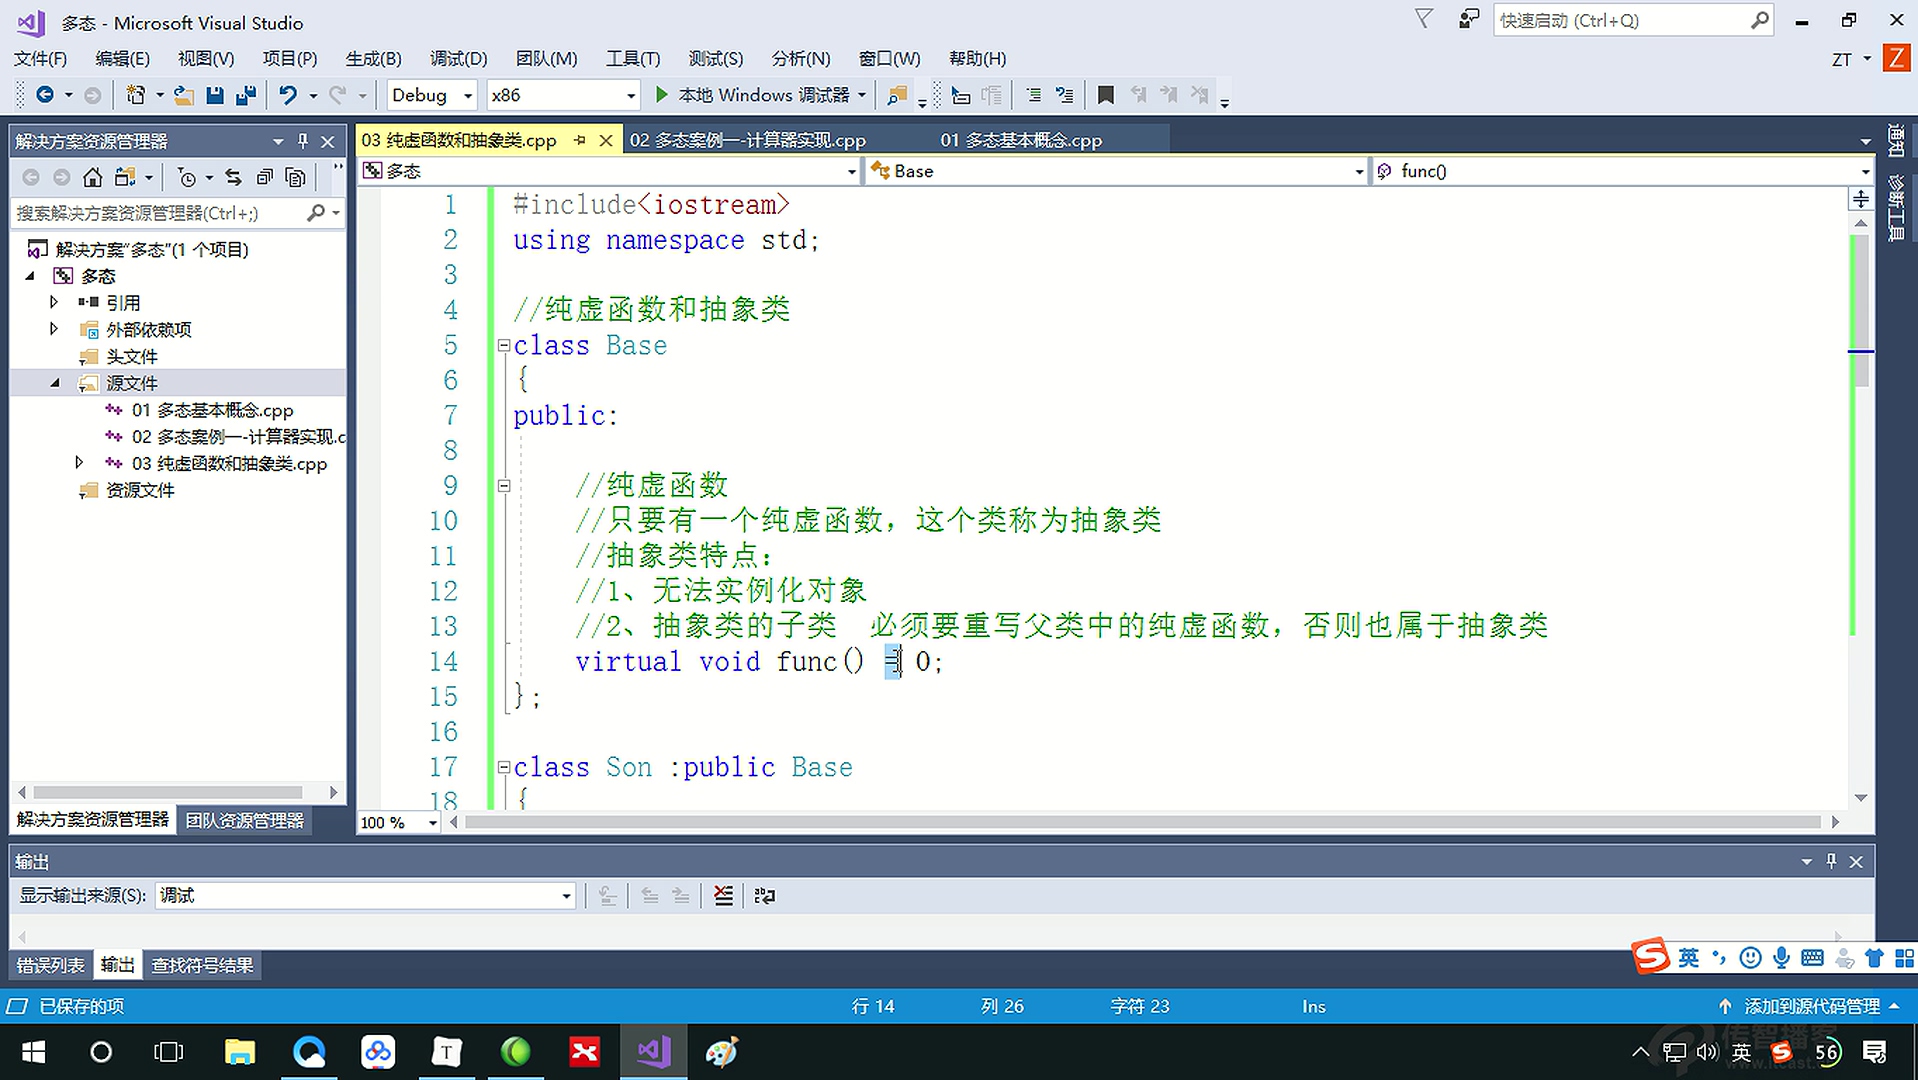 多态 - Microsoft Visual Studio
快速启动 (Ctrl+Q)
文件(F) 编辑(E) 视图(V) 项目(P) 生成(B) 调试(D) 团队(M) 工具(T) 测试(S) 分析(N) 窗口(W) 帮助(H)
ZT
Z
Debug x86 本地 Windows 调试器
解决方案资源管理器
03 纯虚函数和抽象类.cpp 02 多态案例一-计算器实现.cpp 01 多态基本概念.cpp
多态 Base func()
搜索解决方案资源管理器(Ctrl+;)
解决方案"多态"(1 个项目)
多态
引用
外部依赖项
头文件
源文件
01 多态基本概念.cpp
02 多态案例一-计算器实现.c
03 纯虚函数和抽象类.cpp
资源文件
解决方案资源管理器 团队资源管理器
1 #include<iostream>
2 using namespace std;
3
4 //纯虚函数和抽象类
5 class Base
6 {
7 public:
8
9 //纯虚函数
10 //只要有一个纯虚函数，这个类称为抽象类
11 //抽象类特点：
12 //1、无法实例化对象
13 //2、抽象类的子类 必须要重写父类中的纯虚函数，否则也属于抽象类
14 virtual void func() = 0;
15 };
16
17 class Son :public Base
18 {
100 %
通知
诊断工具
输出
显示输出来源(S): 调试
错误列表 输出 查找符号结果
英
已保存的项 行 14 列 26 字符 23 Ins 添加到源代码管理
T
英
56
传智播客
www.itcast.